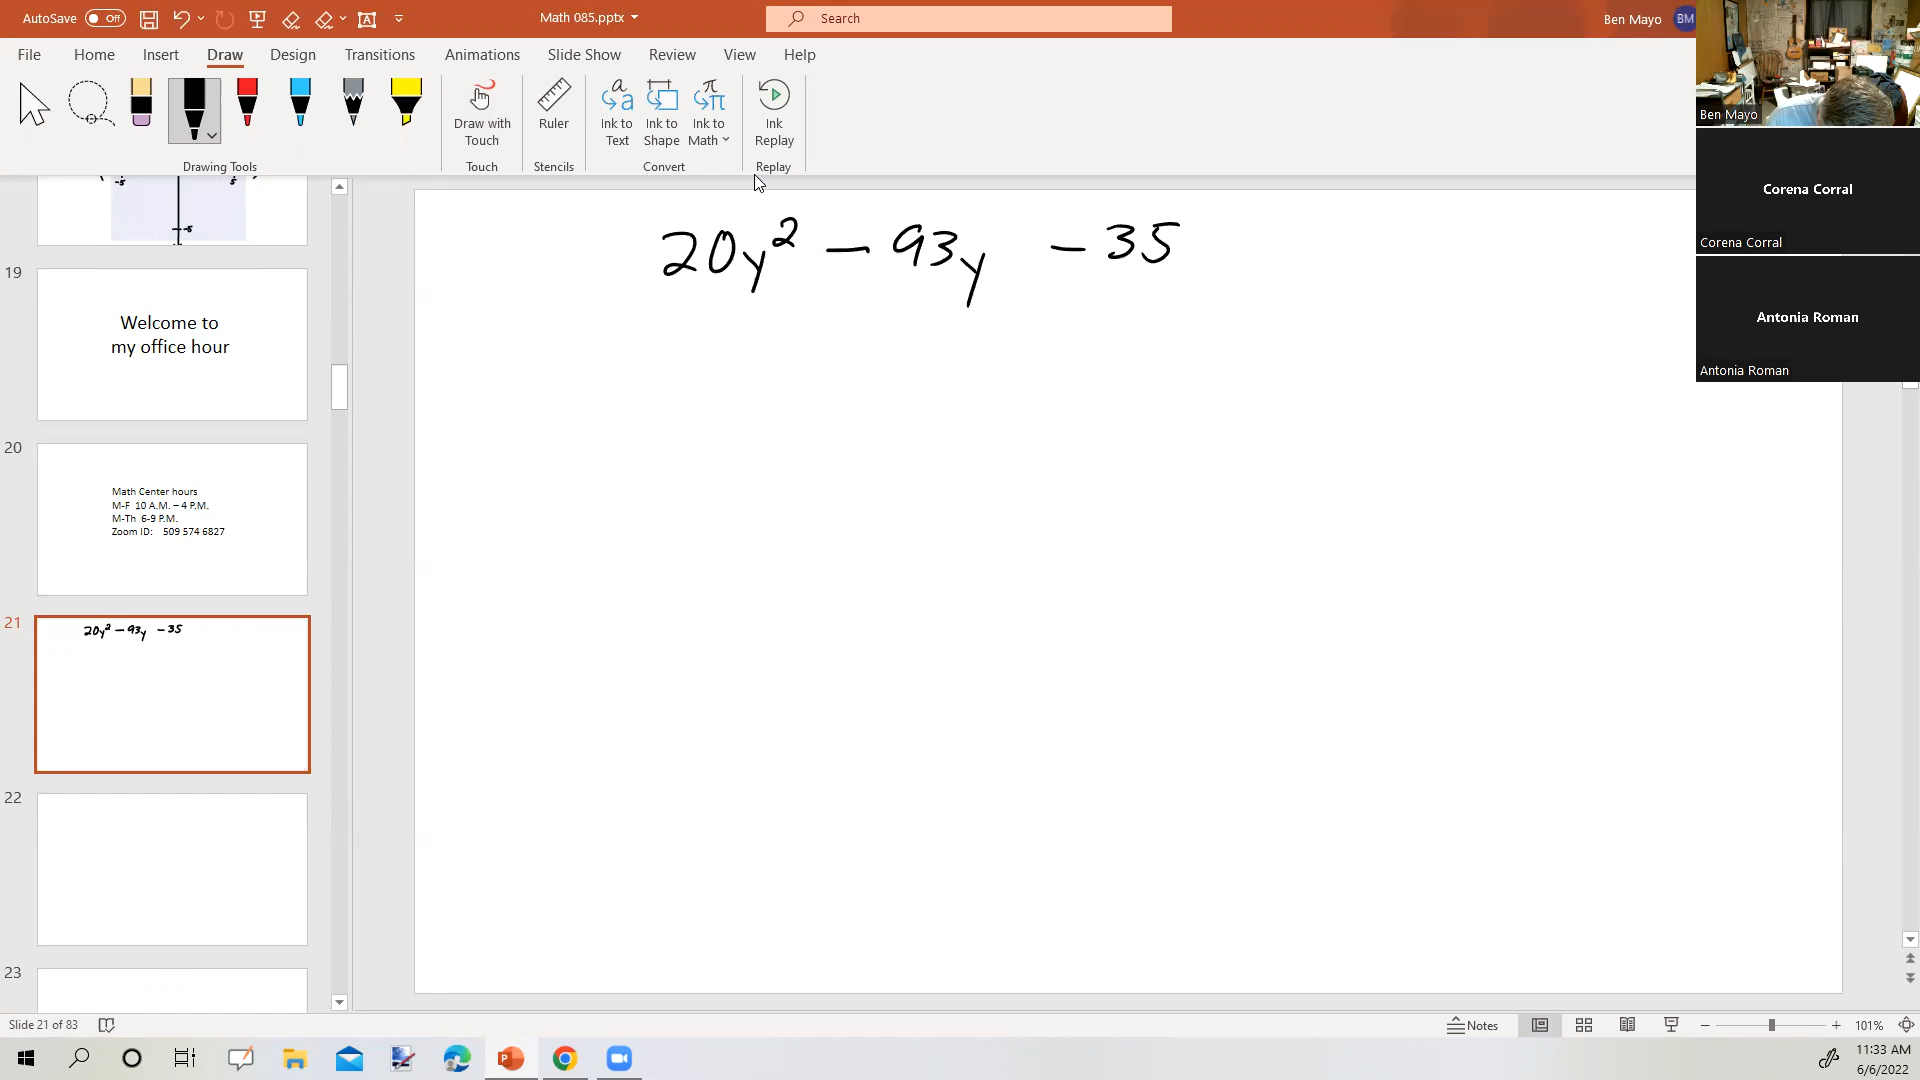 AutoSave Off Math 085.pptx Search Ben Mayo BM
File Home Insert Draw Design Transitions Animations Slide Show Review View Help
Draw with Touch Ruler Ink to Text Ink to Shape Ink to Math Ink Replay
Drawing Tools Touch Stencils Convert Replay
Ben Mayo
Corena Corral
Corena Corral
Antonia Roman
Antonia Roman
-5 5
-5
19
Welcome to
my office hour
20
Math Center hours
M-F 10 A.M. – 4 P.M.
M-Th 6-9 P.M.
Zoom ID: 509 574 6827
21
20y² – 93y – 35
22
23
20y² – 93y – 35
Slide 21 of 83 Notes 101%
11:33 AM
6/6/2022